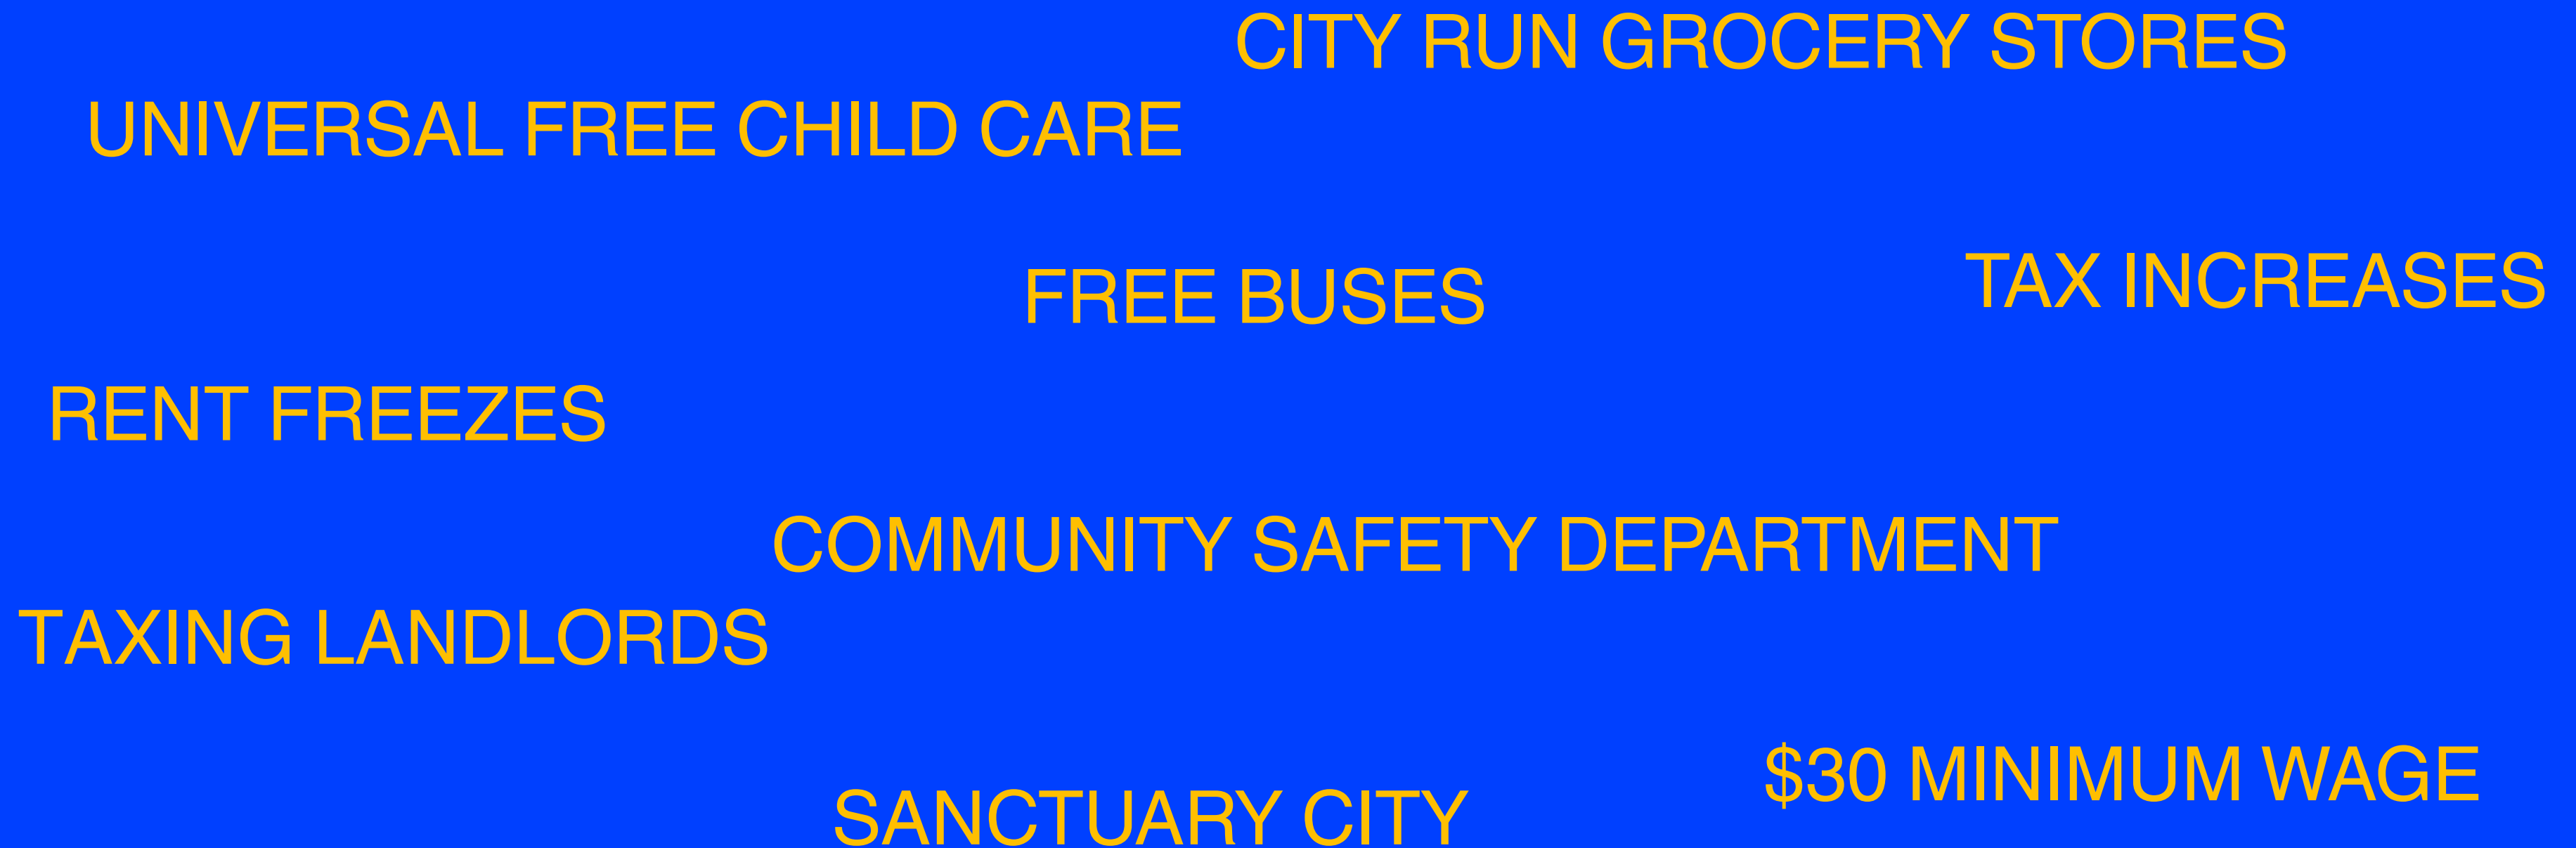 CITY RUN GROCERY STORES
UNIVERSAL FREE CHILD CARE
FREE BUSES
TAX INCREASES
RENT FREEZES
COMMUNITY SAFETY DEPARTMENT
TAXING LANDLORDS
$30 MINIMUM WAGE
SANCTUARY CITY